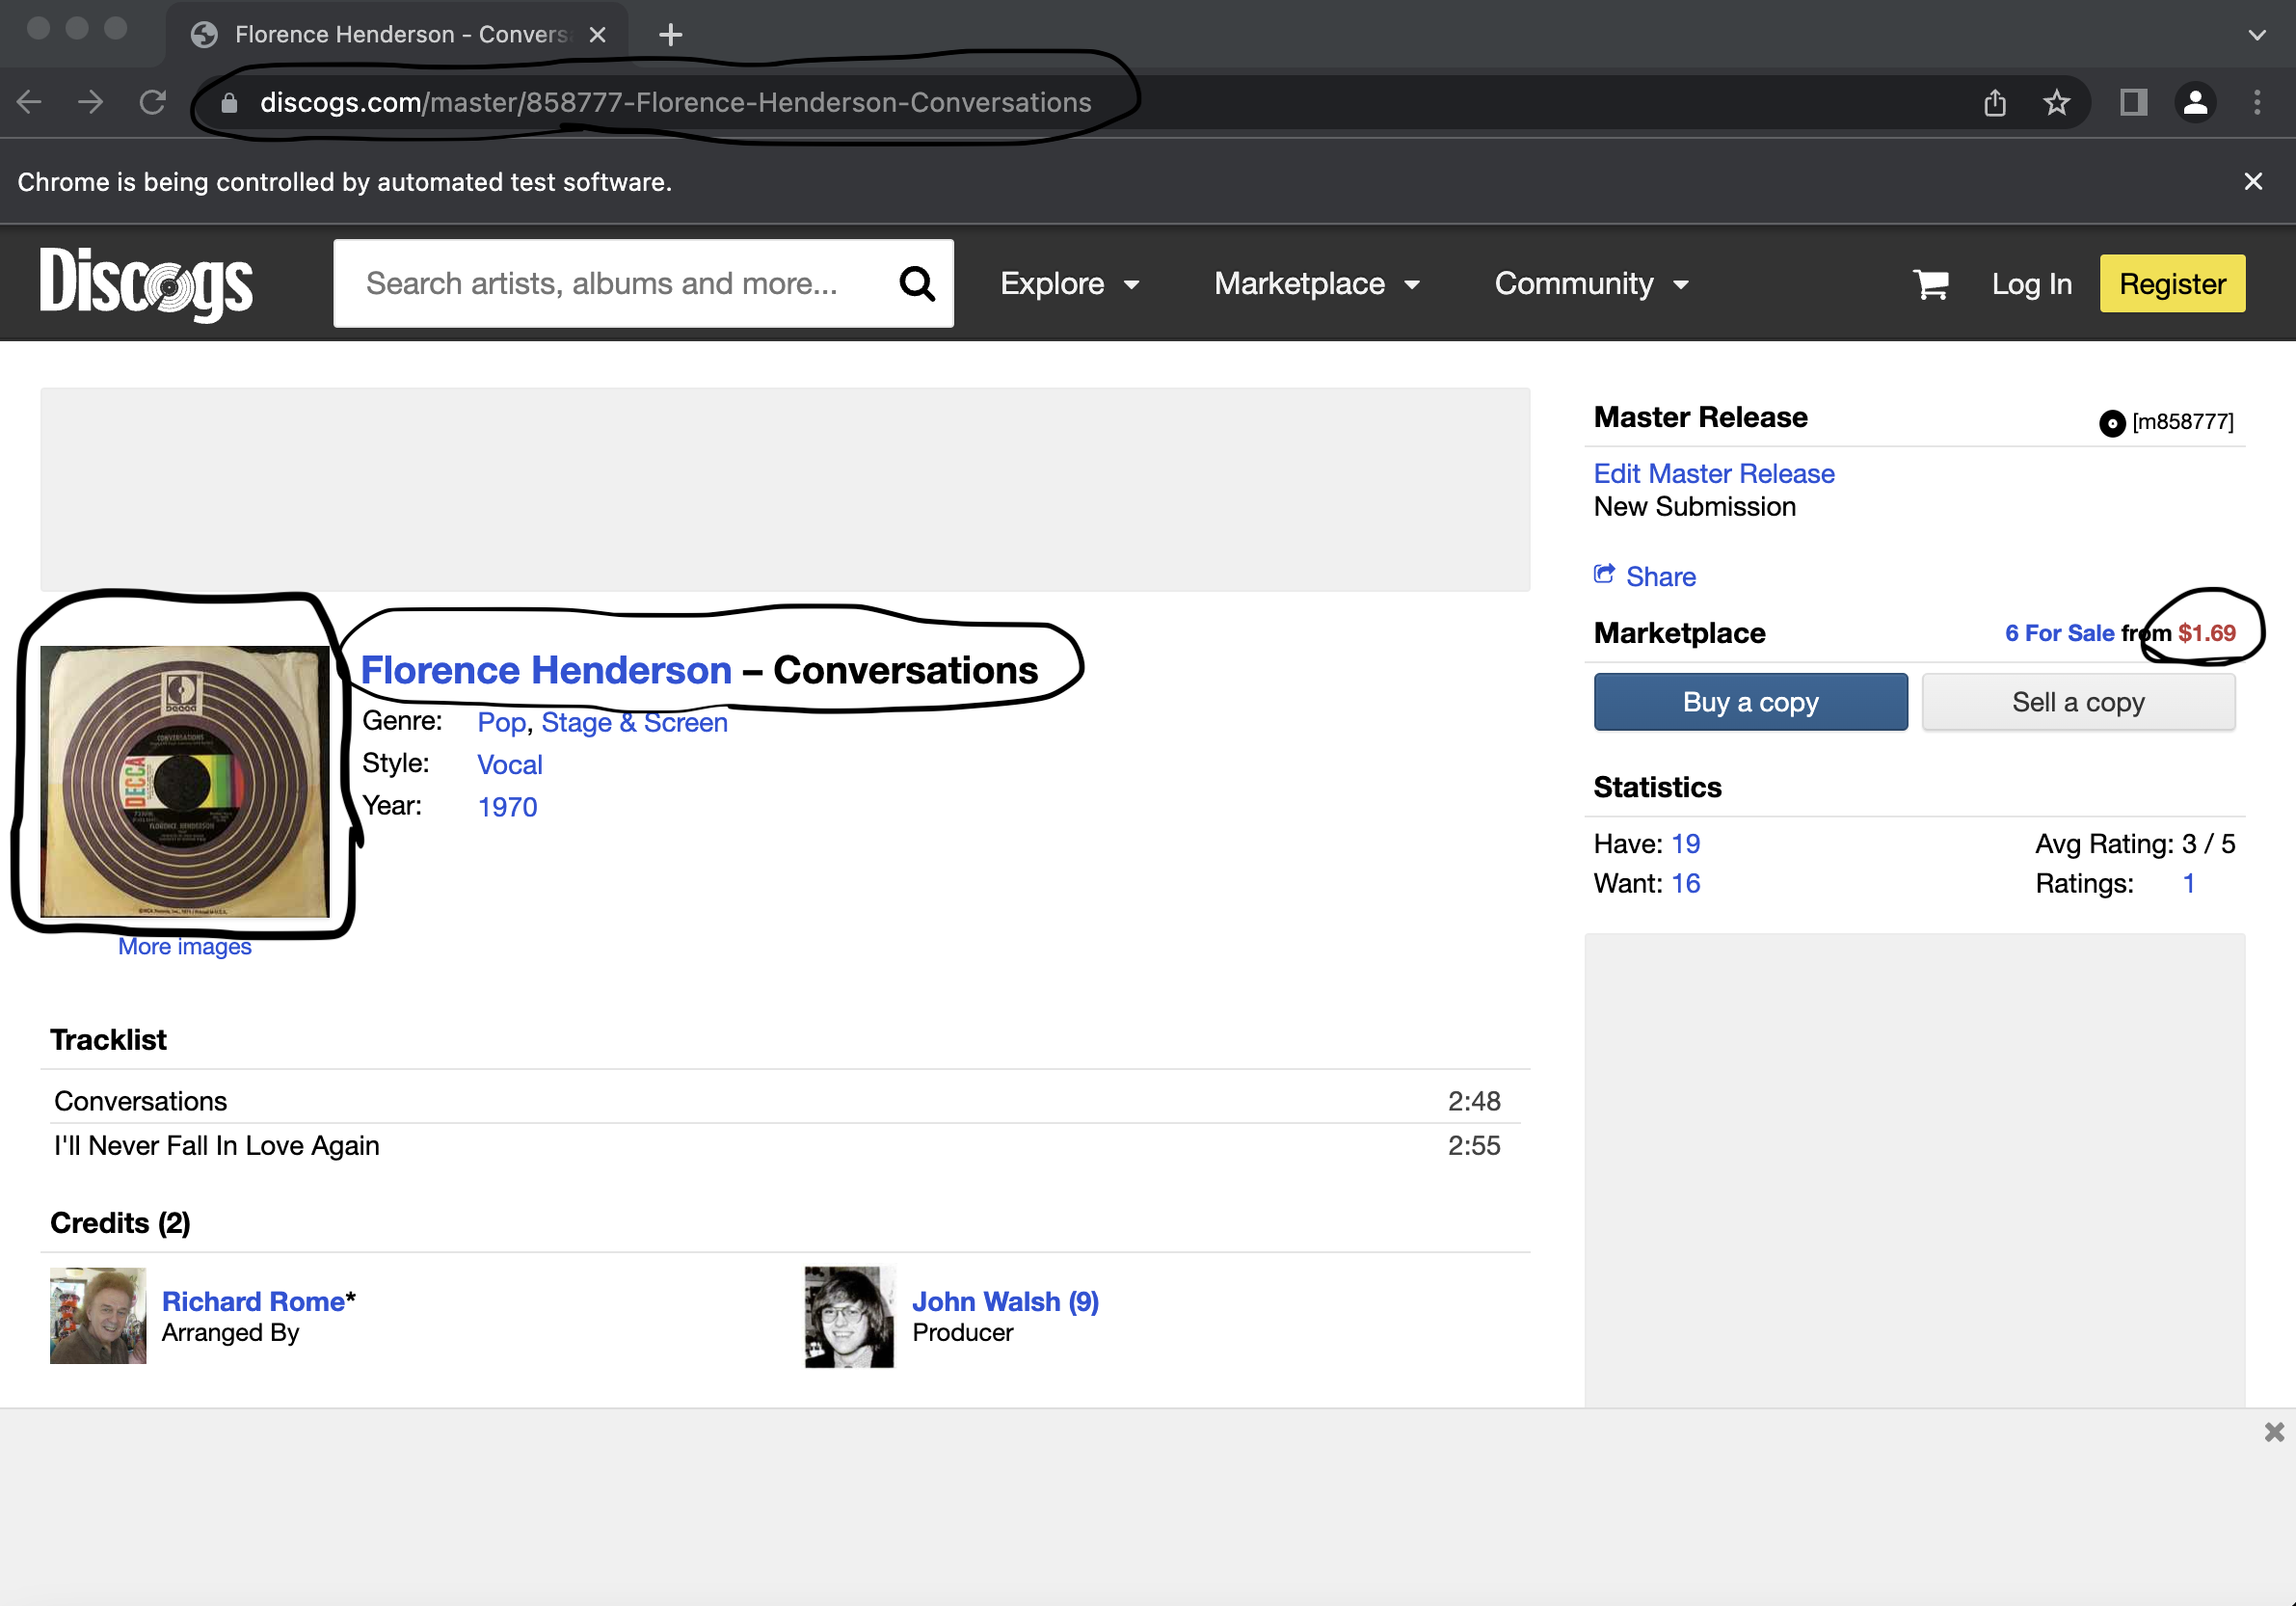 Florence Henderson - Convers
discogs.com/master/858777-Florence-Henderson-Conversations
Chrome is being controlled by automated test software.
Discogs
Search artists, albums and more...
Explore
Marketplace
Community
Log In
Register
Master Release
[m858777]
Edit Master Release
New Submission
Share
Marketplace
6 For Sale from $1.69
Buy a copy
Sell a copy
Florence Henderson – Conversations
Genre: Pop, Stage & Screen
Style: Vocal
Year: 1970
DECCA
CONVERSATIONS
DECCA
FLORENCE HENDERSON
More images
Statistics
Have: 19
Avg Rating: 3 / 5
Want: 16
Ratings: 1
Tracklist
Conversations 2:48
I'll Never Fall In Love Again 2:55
Credits (2)
Richard Rome*
Arranged By
John Walsh (9)
Producer